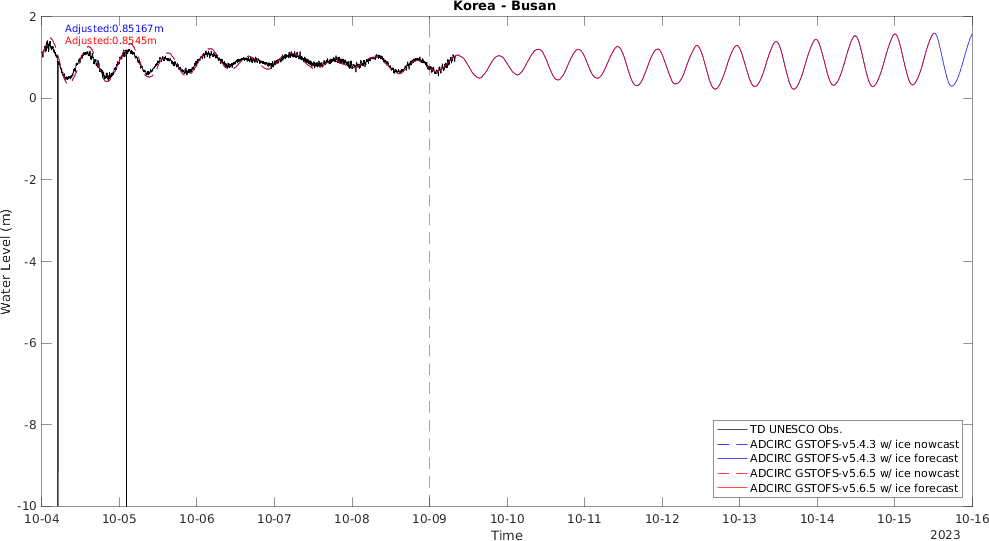 Korea - Busan
Adjusted:0.85167m
Adjusted:0.8545m
2
0
-2
-4
-6
-8
-10
Water Level (m)
10-04 10-05 10-06 10-07 10-08 10-09 10-10 10-11 10-12 10-13 10-14 10-15 10-16
Time
2023
TD UNESCO Obs.
ADCIRC GSTOFS-v5.4.3 w/ ice nowcast
ADCIRC GSTOFS-v5.4.3 w/ ice forecast
ADCIRC GSTOFS-v5.6.5 w/ ice nowcast
ADCIRC GSTOFS-v5.6.5 w/ ice forecast